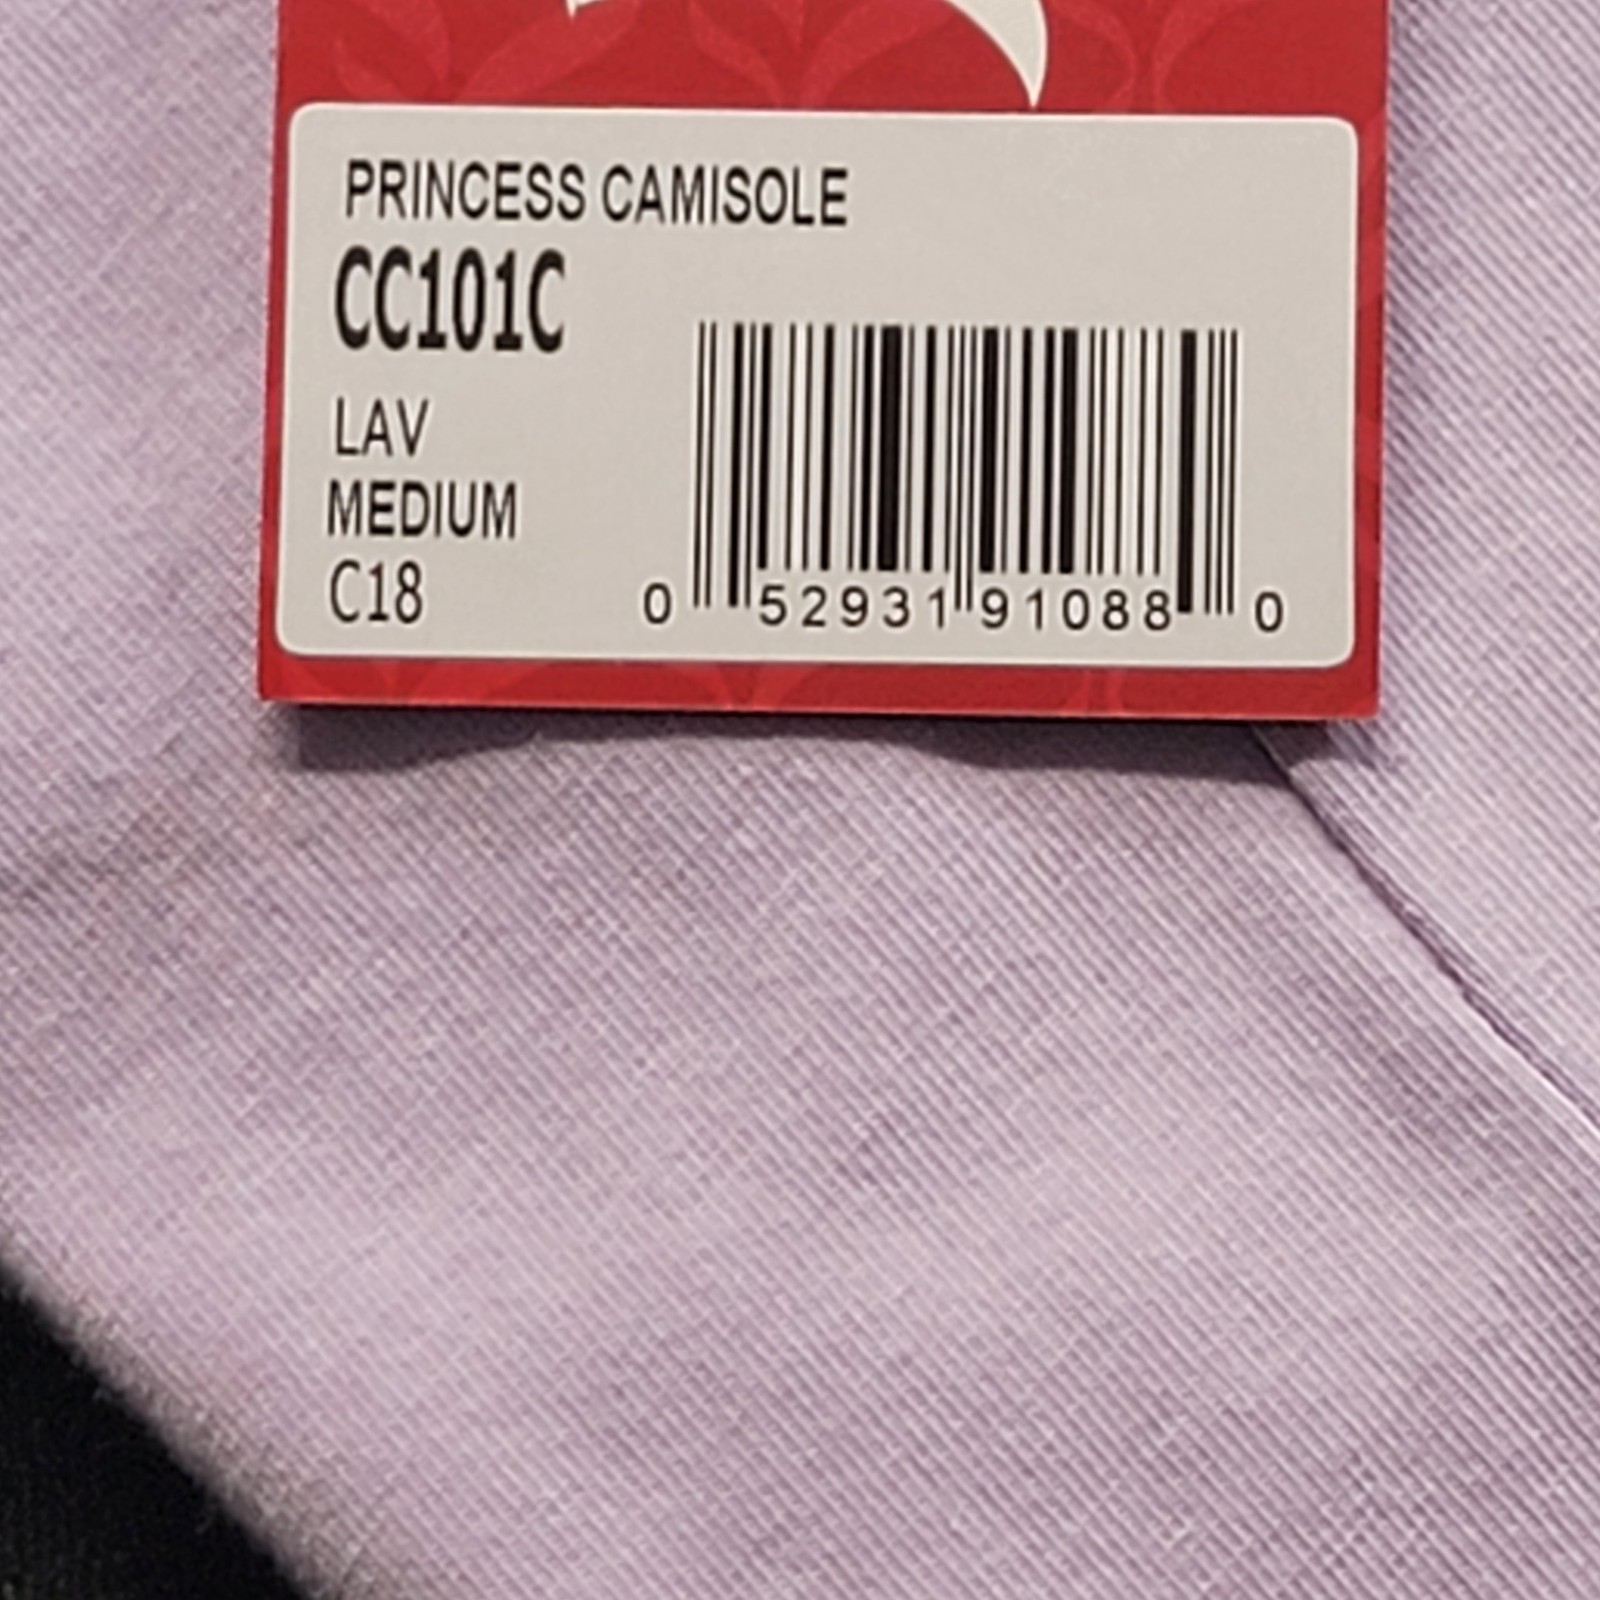 PRINCESS CAMISOLE
CC101C
LAV
MEDIUM
C18
0 52931 91088 0